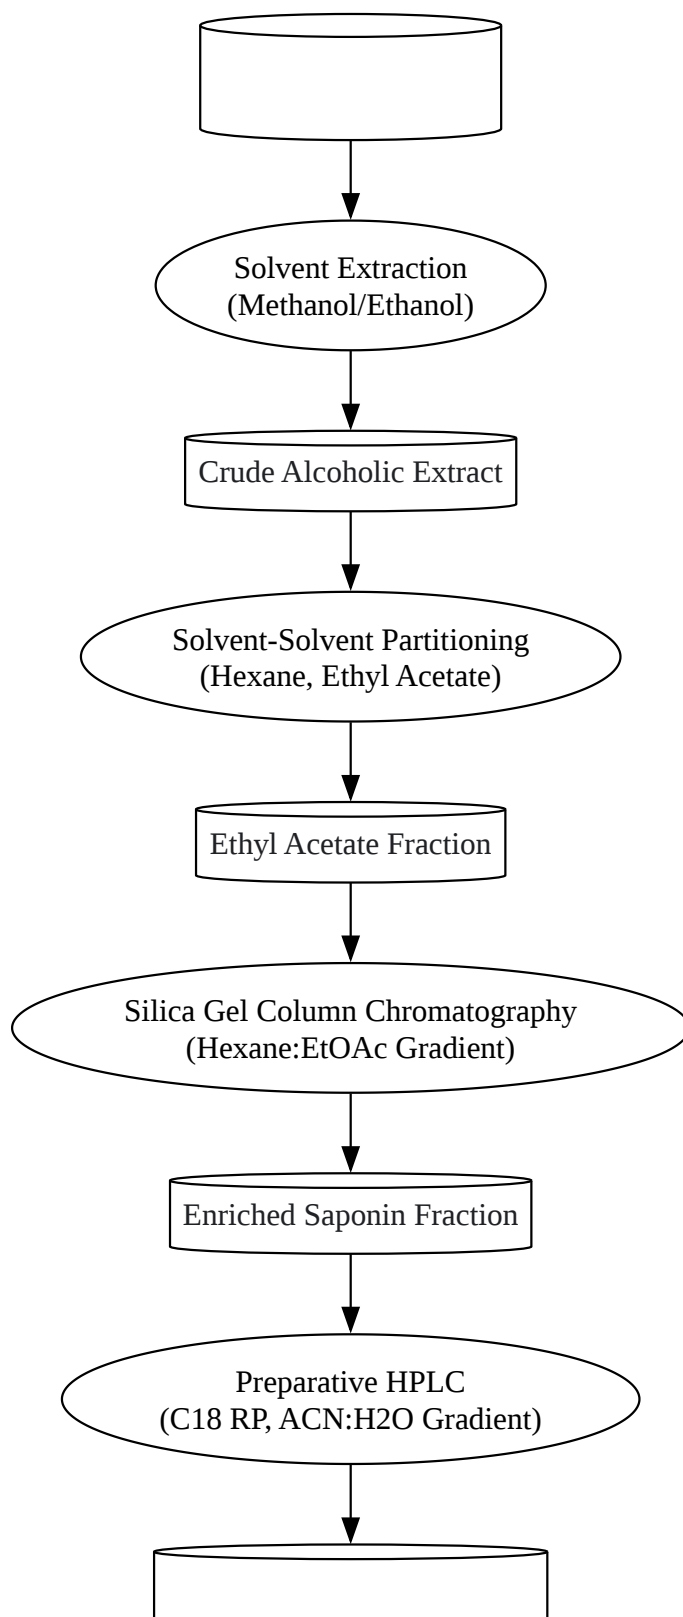 Solvent Extraction
(Methanol/Ethanol)
Crude Alcoholic Extract
Solvent-Solvent Partitioning
(Hexane, Ethyl Acetate)
Ethyl Acetate Fraction
Silica Gel Column Chromatography
(Hexane:EtOAc Gradient)
Enriched Saponin Fraction
Preparative HPLC
(C18 RP, ACN:H2O Gradient)